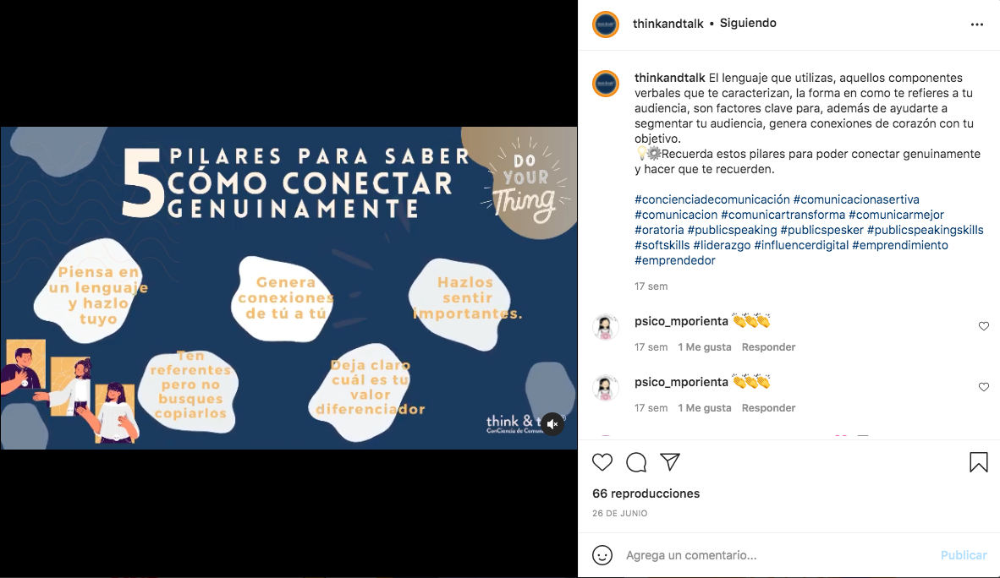 5 PILARES PARA SABER
CÓMO CONECTAR
GENUINAMENTE
DO
YOUR
Thing
Piensa en
un lenguaje
y hazlo
tuyo
Genera
conexiones
de tú a tú
Hazlos
sentir
importantes.
Ten
referentes
pero no
busques
copiarlos
Deja claro
cuál es tu
valor
diferenciador
think &
ConCiencia de
thinkandtalk • Siguiendo
thinkandtalk El lenguaje que utilizas, aquellos componentes
verbales que te caracterizan, la forma en como te refieres a tu
audiencia, son factores clave para, además de ayudarte a
segmentar tu audiencia, genera conexiones de corazón con tu
objetivo.
💡⚙️Recuerda estos pilares para poder conectar genuinamente
y hacer que te recuerden.
#concienciadecomunicación #comunicacionasertiva
#comunicacion #comunicartransforma #comunicarmejor
#oratoria #publicspeaking #publicspesker #publicspeakingskills
#softskills #liderazgo #influencerdigital #emprendimiento
#emprendedor
17 sem
psico_mporienta 👏👏👏
17 sem 1 Me gusta Responder
psico_mporienta 👏👏👏
17 sem 1 Me gusta Responder
66 reproducciones
26 DE JUNIO
Agrega un comentario... Publicar